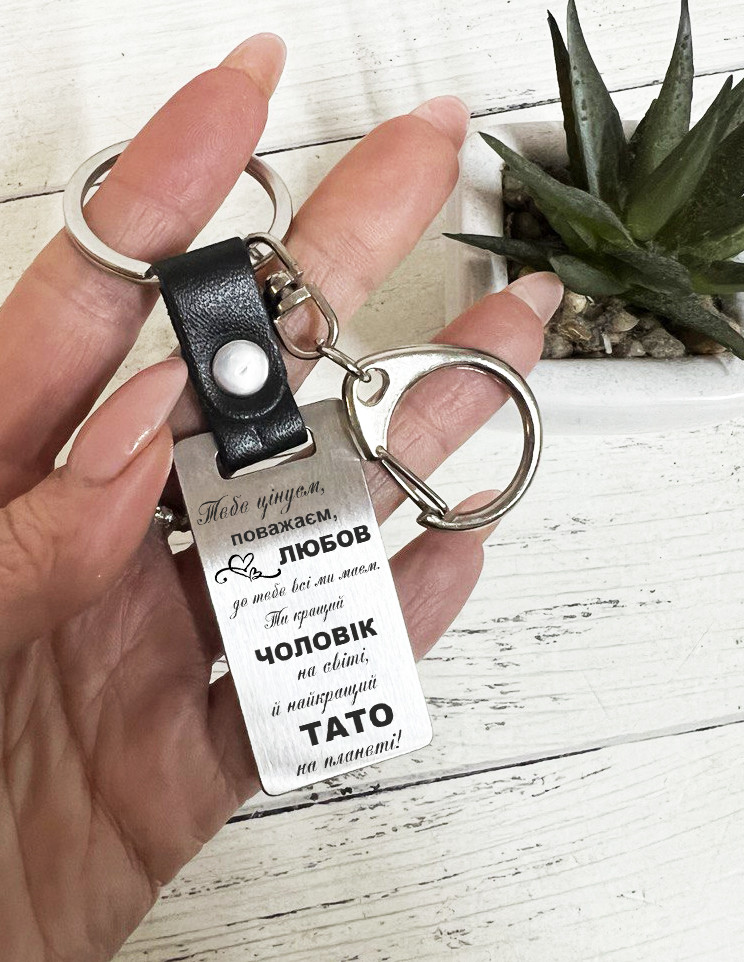 Тебе цінуєм,
поважаєм,
ЛЮБОВ
до тебе всі ми маєм.
Ти кращий
ЧОЛОВІК
на світі,
й найкращий
ТАТО
на планеті!